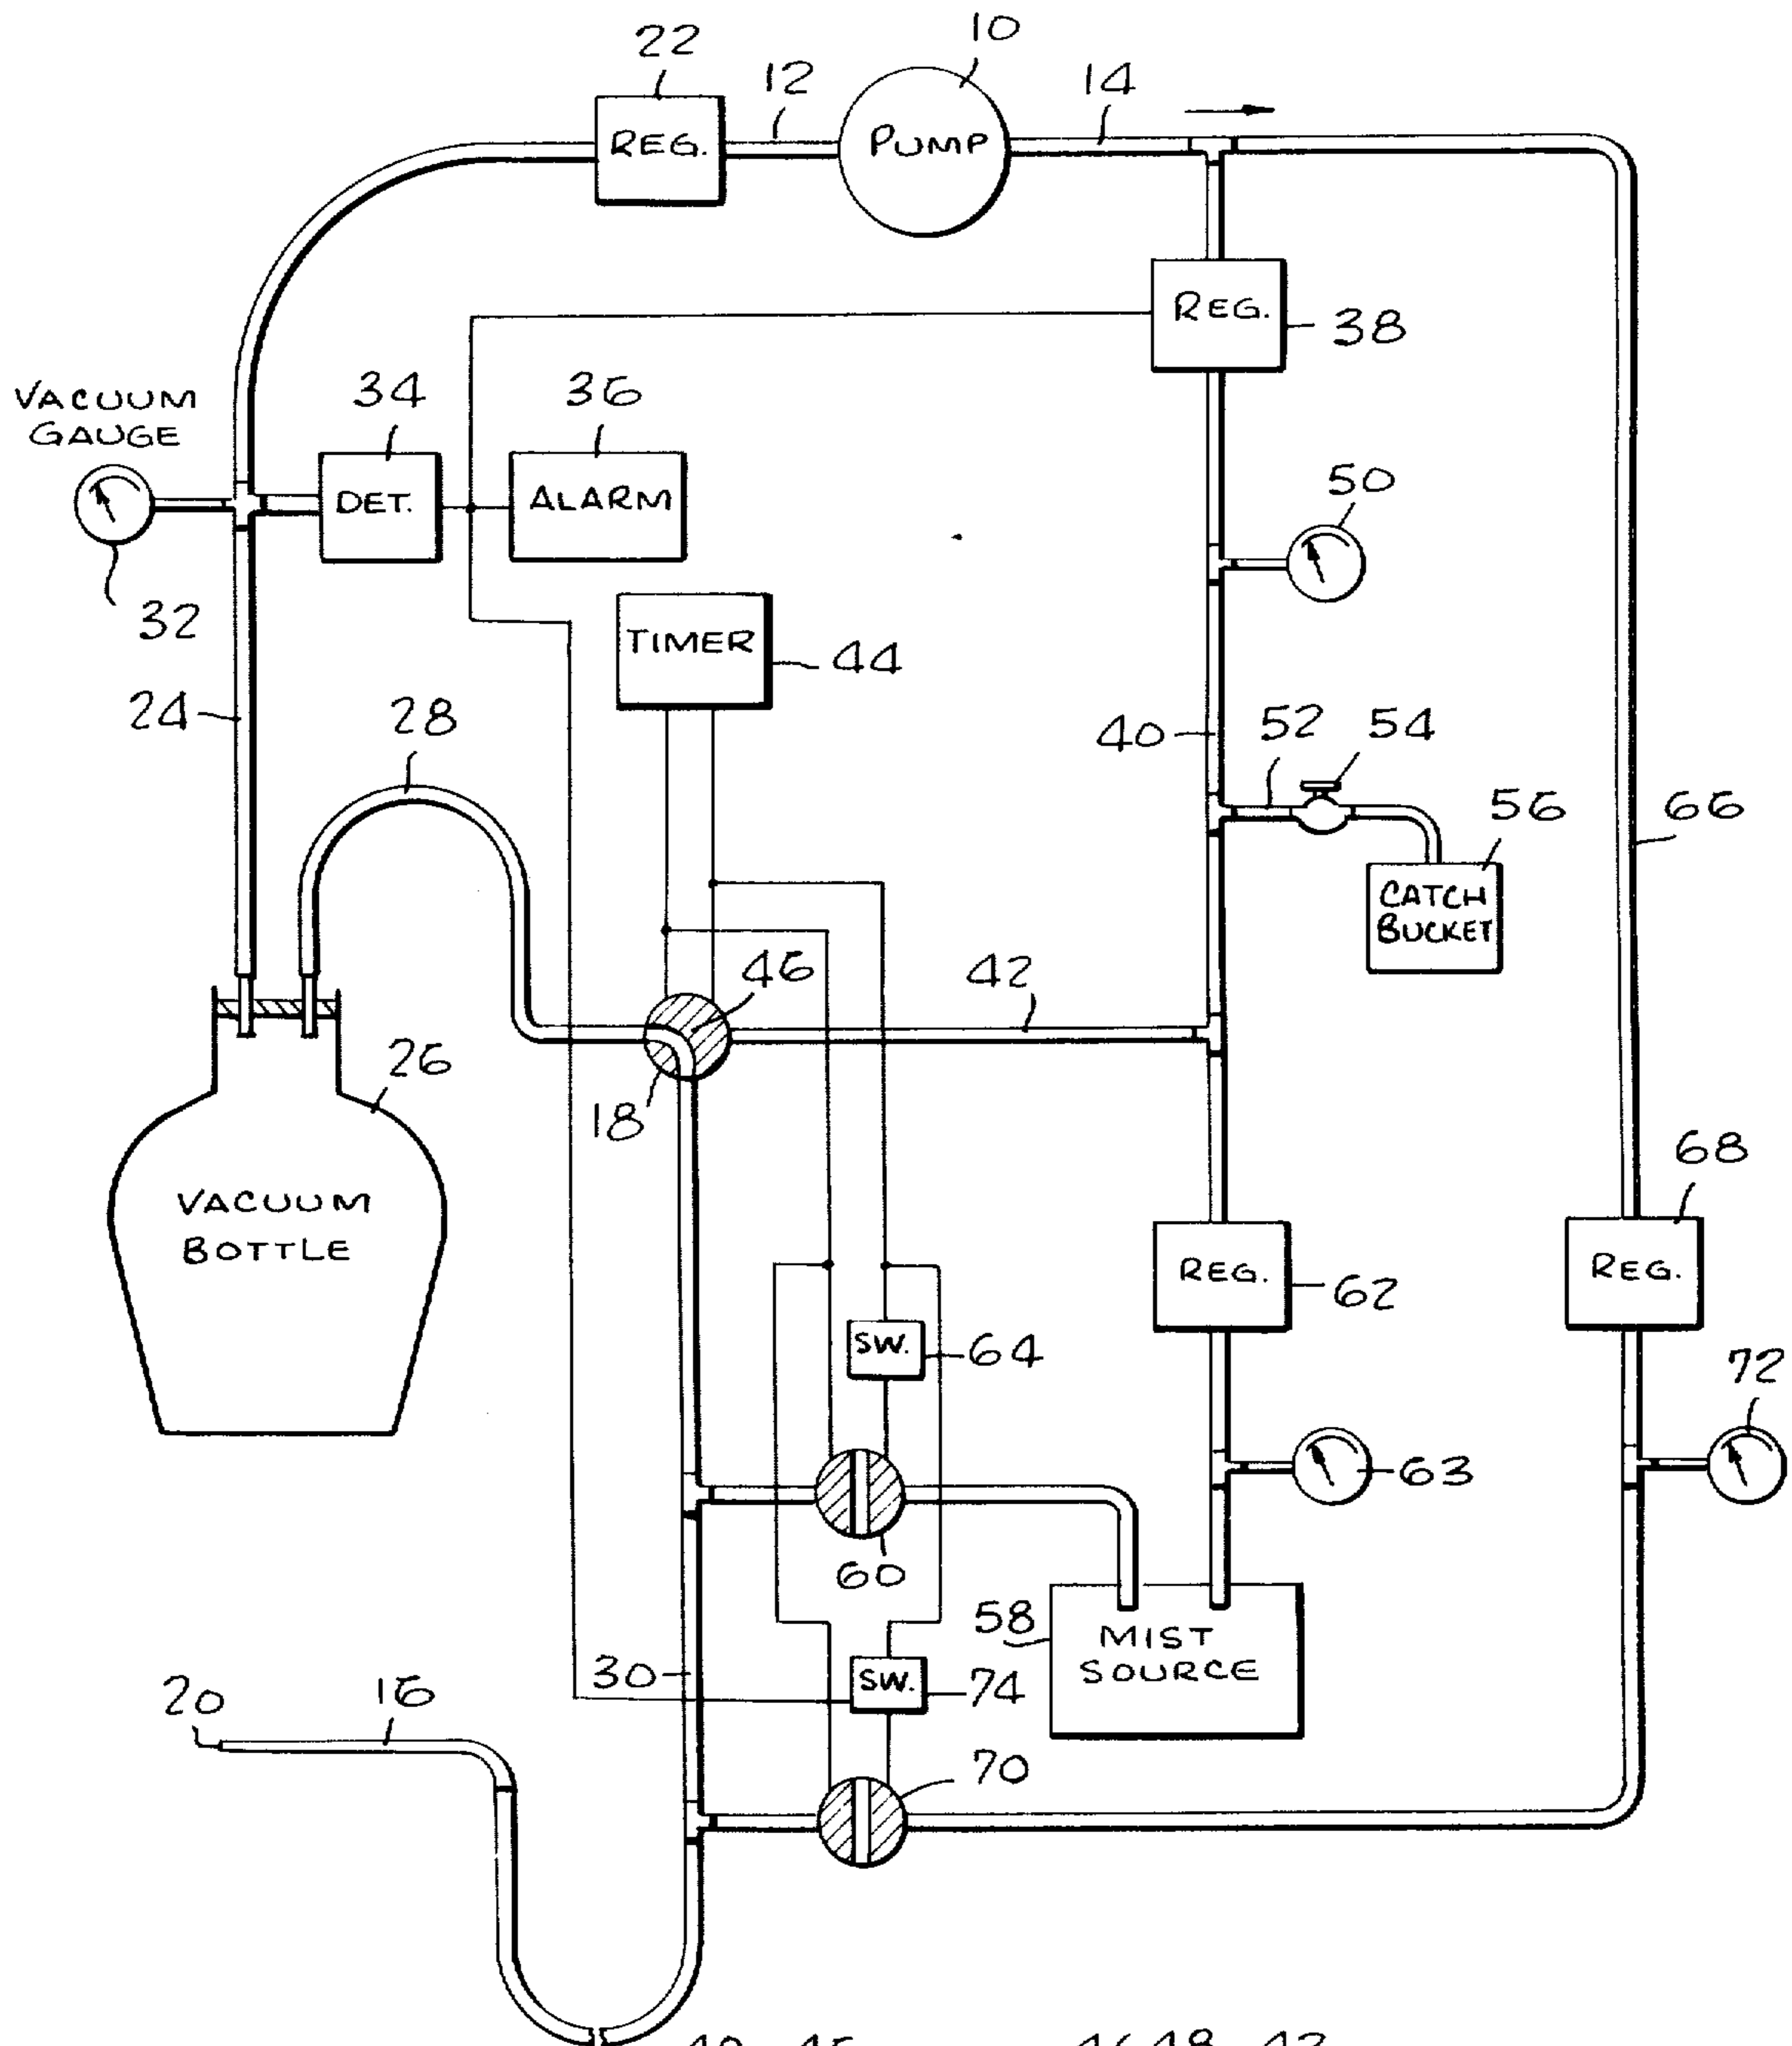 22
12
10
14
REG.
PUMP
REG.
38
VACUUM
GAUGE
34
36
DET.
ALARM
50
32
TIMER
44
24
28
40
52
54
56
66
CATCH
BUCKET
46
42
26
18
68
VACUUM
BOTTLE
REG.
62
REG.
SW.
64
72
63
60
58
MIST
SOURCE
30
SW.
74
20
16
70